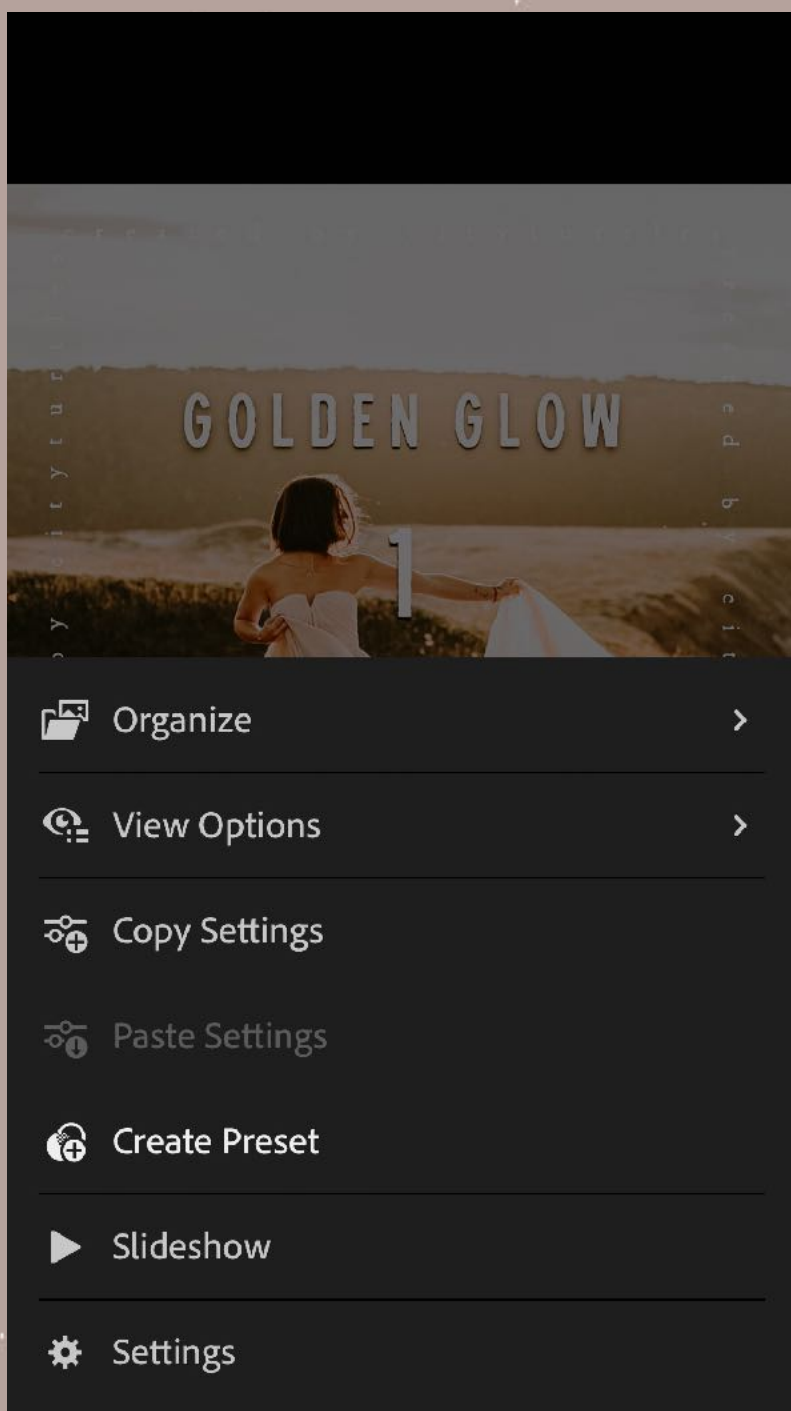 GOLDEN GLOW
1
Organize
View Options
Copy Settings
Paste Settings
Create Preset
Slideshow
Settings